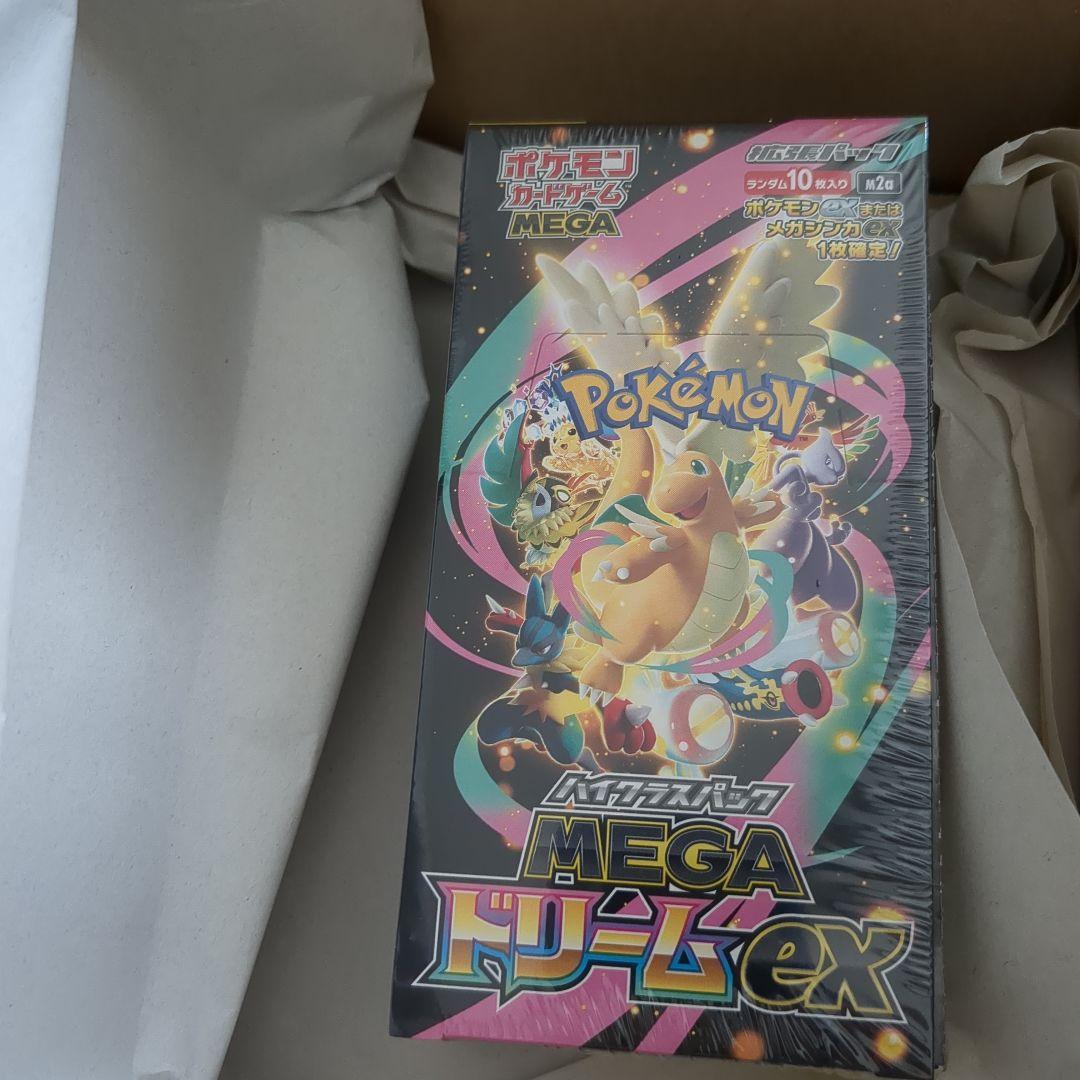 ポケモン
カードゲーム
MEGA
拡張パック
ランダム10枚入り M2a
ポケモンexまたは
メガシンカex
1枚確定!
POKÉMON
TM
ハイクラスパック
MEGA
ドリームex